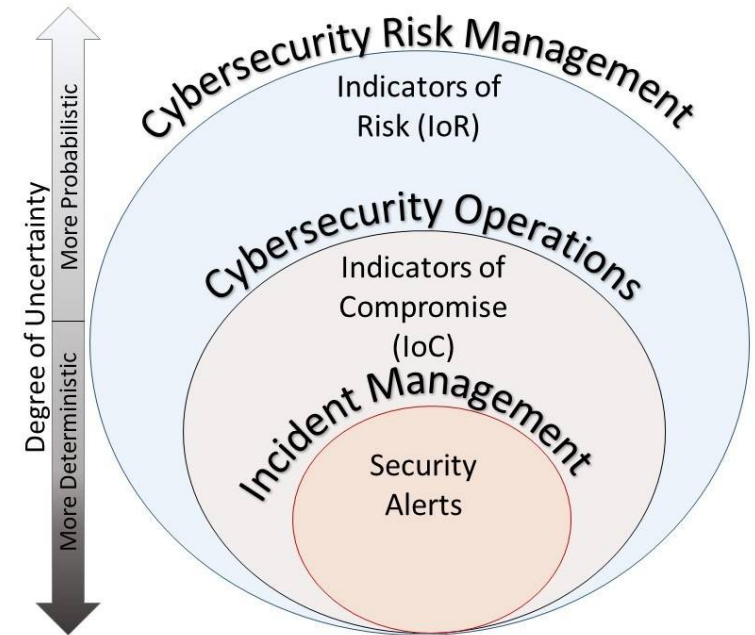 Cybersecurity Risk Management
Indicators of
Risk (IoR)
Cybersecurity Operations
Indicators of
Compromise
(IoC)
Incident Management
Security
Alerts
Degree of Uncertainty
More Probabilistic
More Deterministic